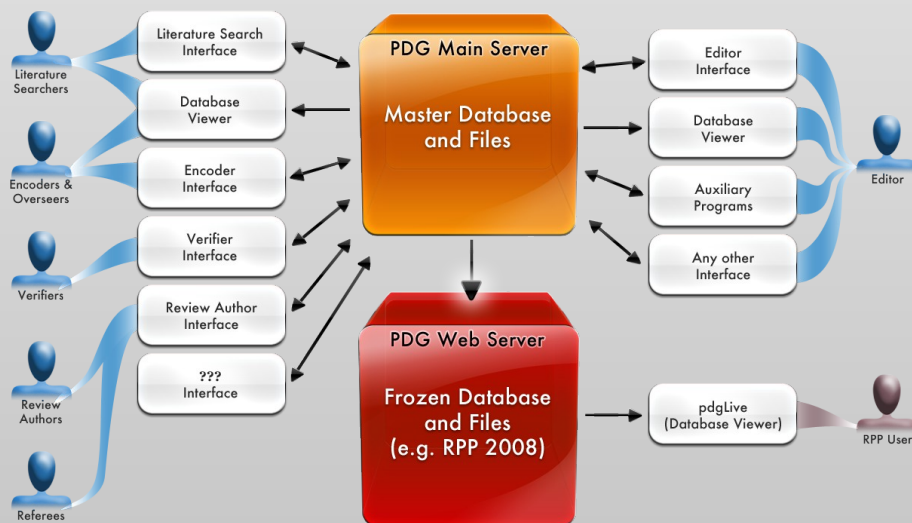 Literature
Searchers
Encoders &
Overseers
Verifiers
Review
Authors
Referees
Literature Search
Interface
Database
Viewer
Encoder
Interface
Verifier
Interface
Review Author
Interface
???
Interface
PDG Main Server
Master Database
and Files
PDG Web Server
Frozen Database
and Files
(e.g. RPP 2008)
Editor
Interface
Database
Viewer
Auxiliary
Programs
Any other
Interface
pdgLive
(Database Viewer)
Editor
RPP User